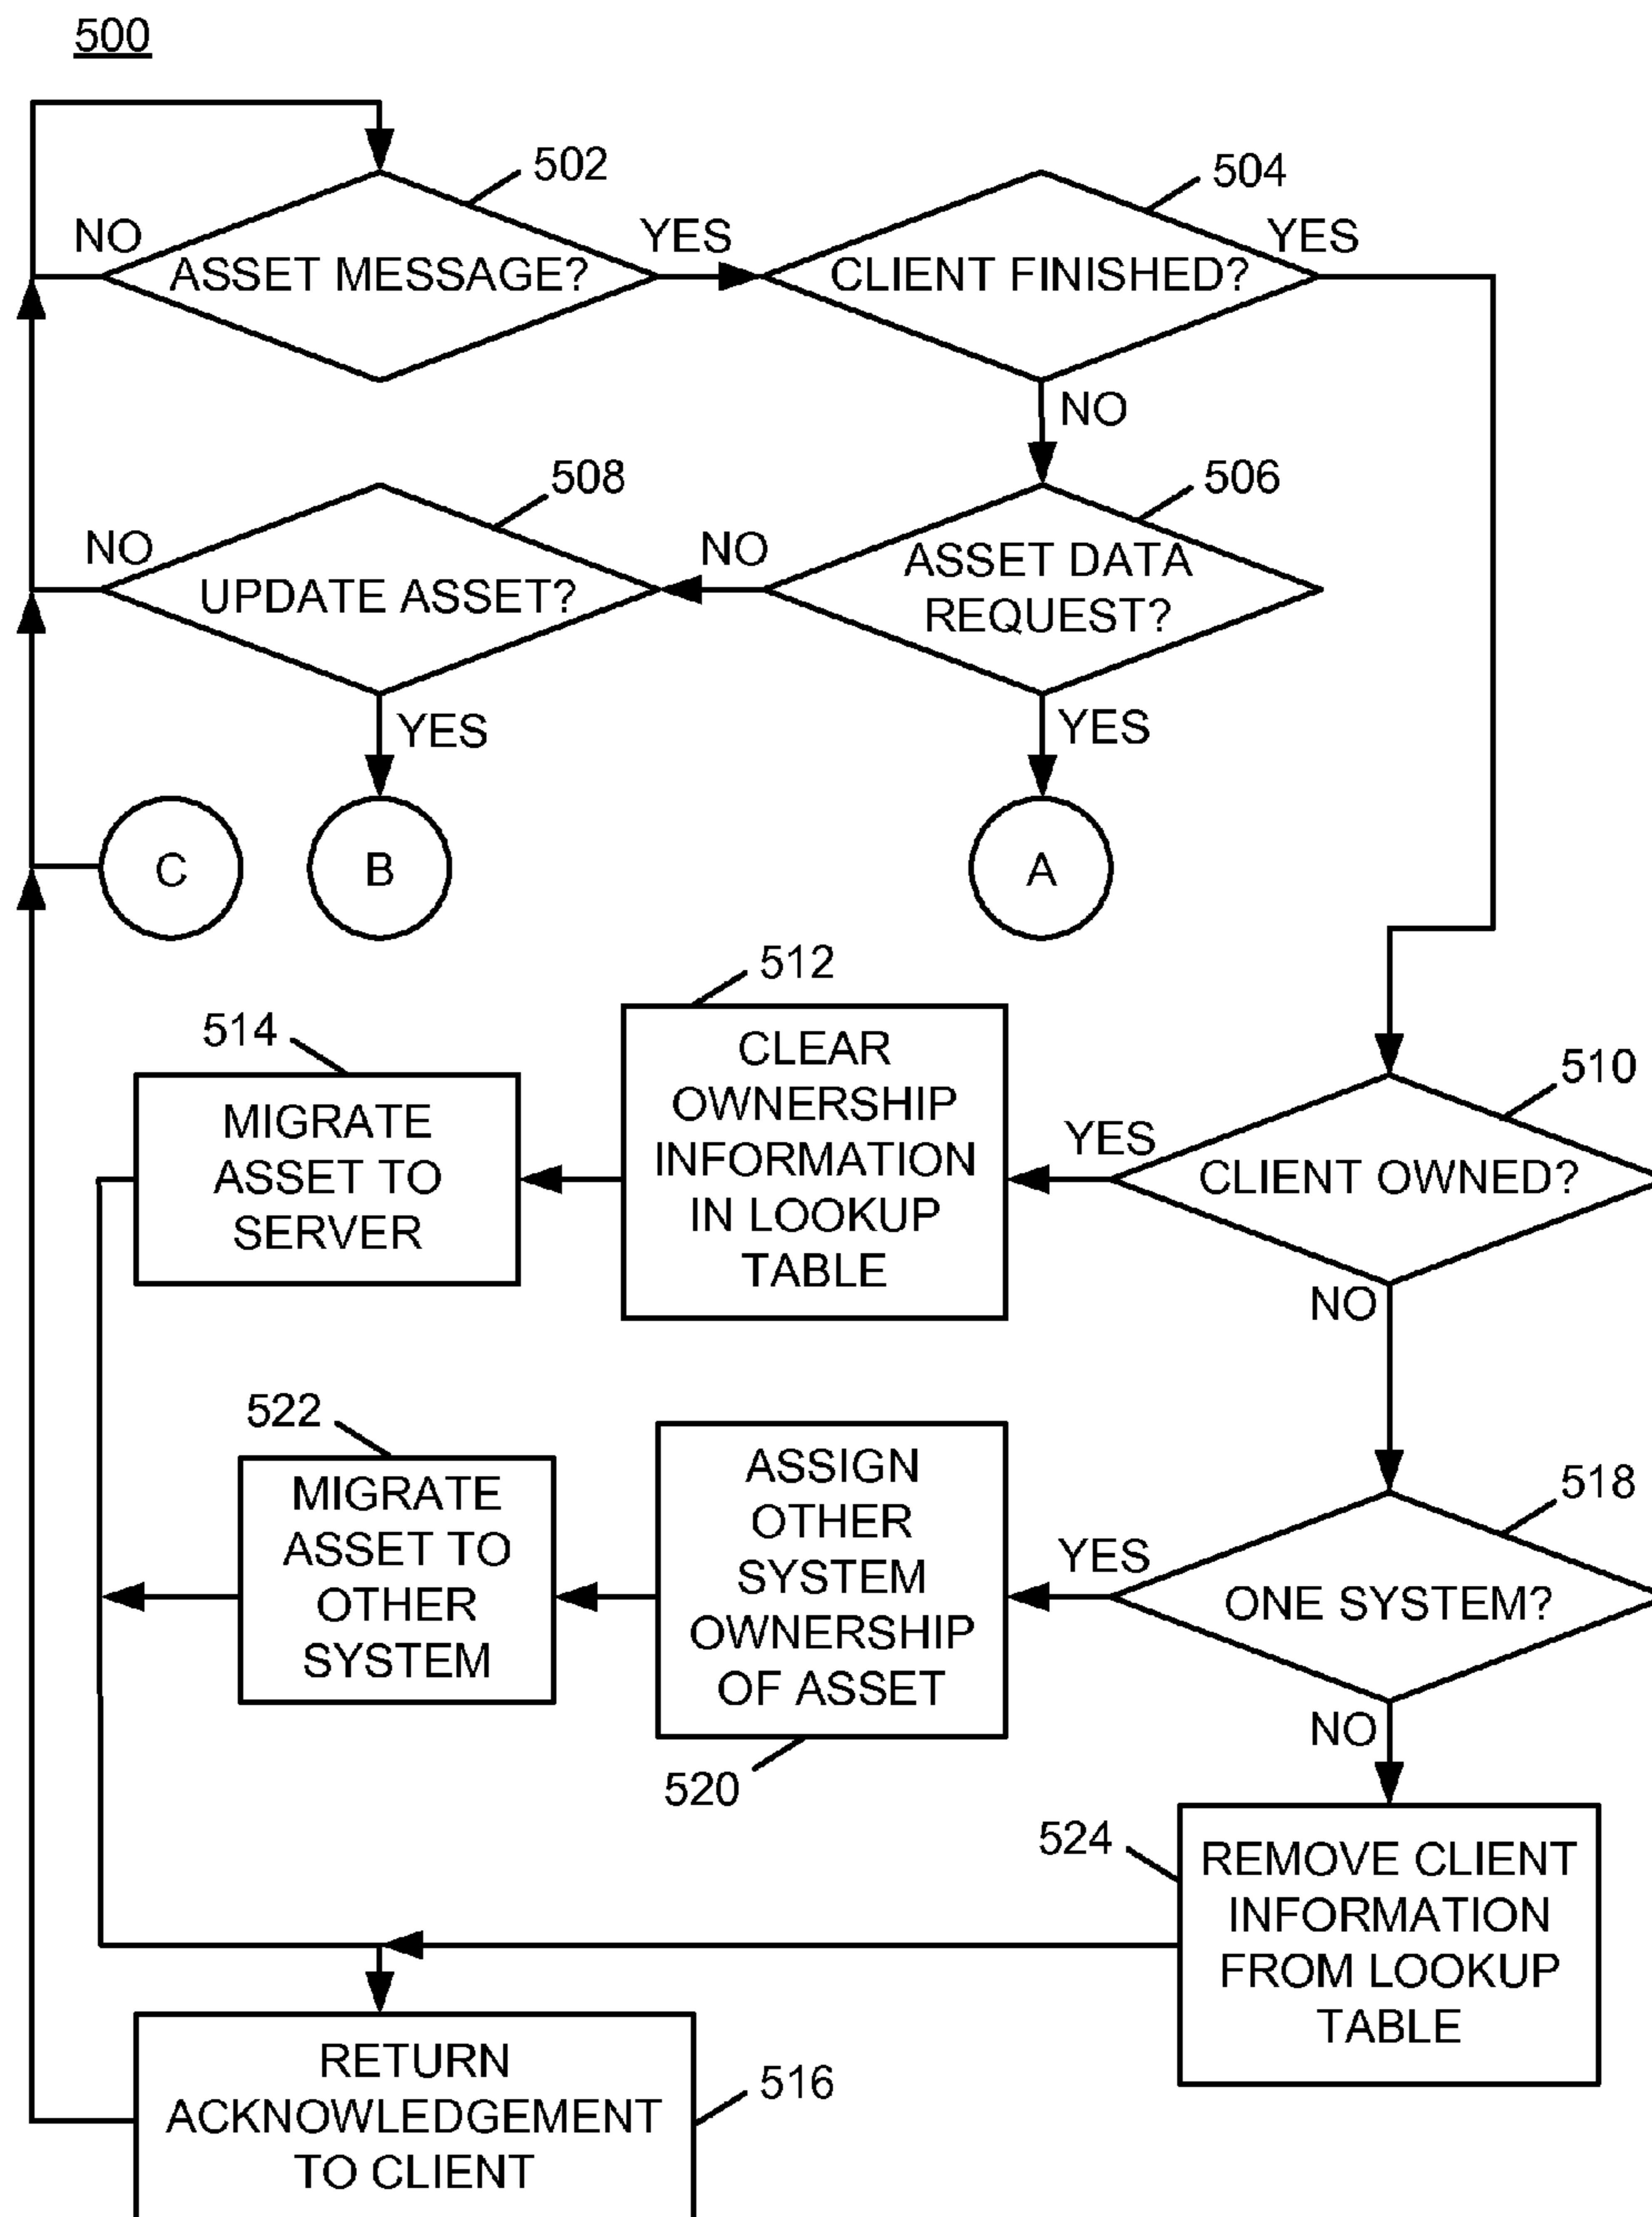 500
502
504
NO
YES
YES
ASSET MESSAGE?
CLIENT FINISHED?
NO
508
506
NO
NO
UPDATE ASSET?
ASSET DATA
REQUEST?
YES
YES
C
B
A
512
514
510
CLEAR
OWNERSHIP
INFORMATION
IN LOOKUP
TABLE
MIGRATE
ASSET TO
SERVER
YES
CLIENT OWNED?
NO
522
518
MIGRATE
ASSET TO
OTHER
SYSTEM
ASSIGN
OTHER
SYSTEM
OWNERSHIP
OF ASSET
YES
ONE SYSTEM?
520
NO
524
REMOVE CLIENT
INFORMATION
FROM LOOKUP
TABLE
RETURN
ACKNOWLEDGEMENT
TO CLIENT
516